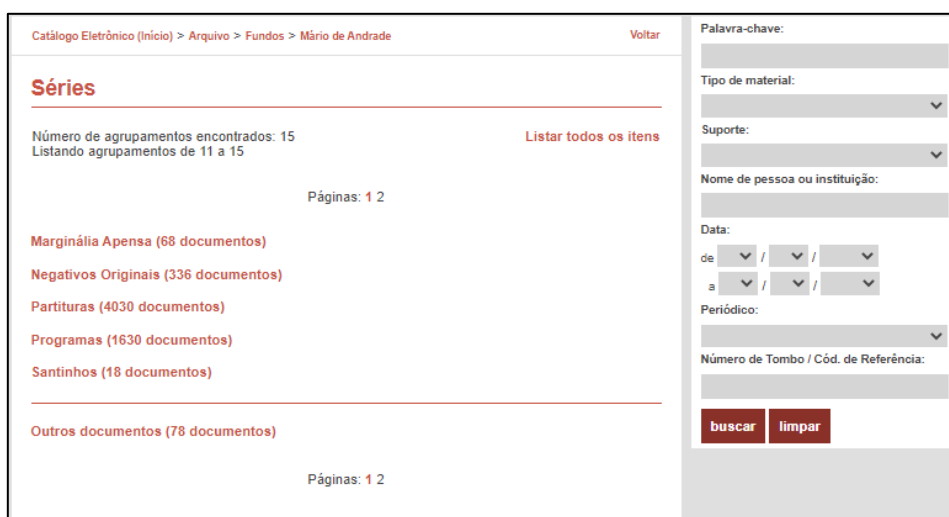 Catálogo Eletrônico (Início) > Arquivo > Fundos > Mário de Andrade
Voltar
Séries
Número de agrupamentos encontrados: 15
Listando agrupamentos de 11 a 15
Listar todos os itens
Páginas: 1 2
Marginália Apensa (68 documentos)
Negativos Originais (336 documentos)
Partituras (4030 documentos)
Programas (1630 documentos)
Santinhos (18 documentos)
Outros documentos (78 documentos)
Páginas: 1 2
Palavra-chave:
Tipo de material:
Suporte:
Nome de pessoa ou instituição:
Data:
de / /
a / /
Periódico:
Número de Tombo / Cód. de Referência:
buscar limpar